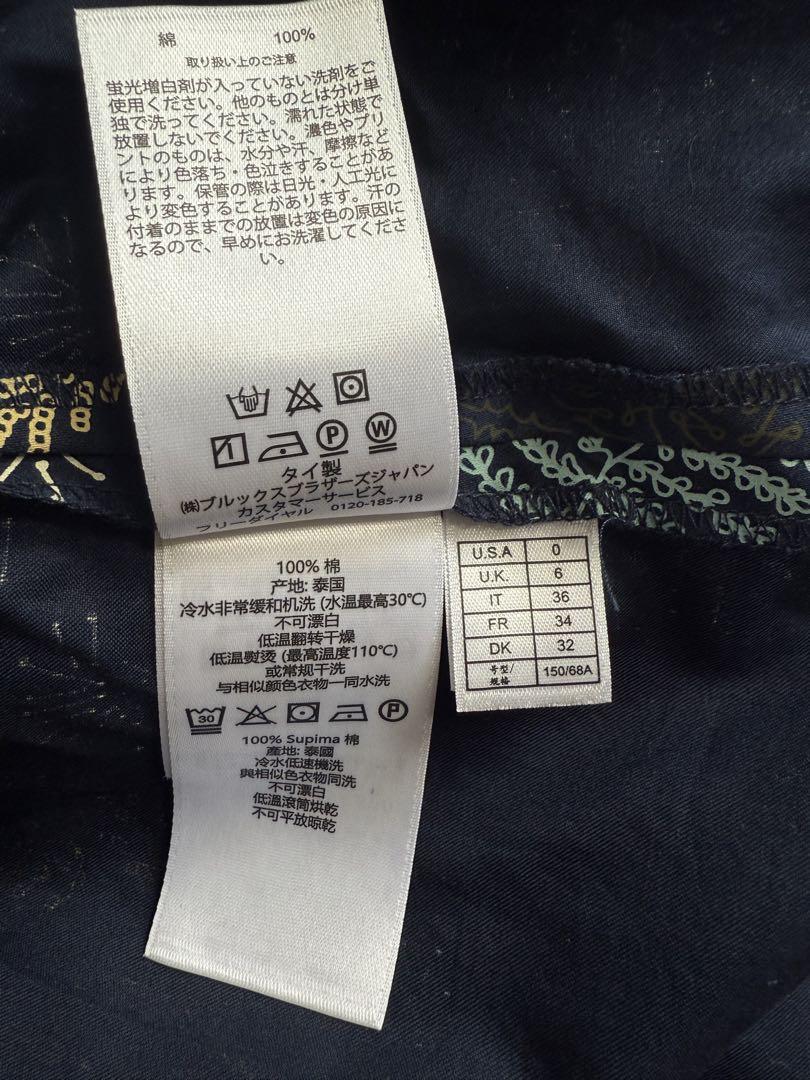 綿 100%
取り扱い上のご注意
蛍光増白剤が入っていない洗剤をご
使用ください。他のものとは分け単
独で洗ってください。濡れた状態で
放置しないでください。濃色やプリ
ントのものは、水分や汗、摩擦など
により色落ち・色泣きすることがあ
ります。保管の際は日光・人工光に
より変色することがあります。汗の
付着のままでの放置は変色の原因に
なるので、早めにお洗濯してくださ
い。
P W
タイ製
㈱ブルックスブラザーズジャパン
カスタマーサービス
フリーダイヤル 0120-185-718
100% 棉
产地: 泰国
冷水非常缓和机洗 (水温最高30℃)
不可漂白
低温翻转干燥
低温熨烫 (最高温度110℃)
或常规干洗
与相似颜色衣物一同水洗
30 P
100% Supima 棉
產地: 泰國
冷水低速機洗
與相似色衣物同洗
不可漂白
低溫滾筒烘乾
不可平放晾乾
U.S.A 0
U.K. 6
IT 36
FR 34
DK 32
号型/规格 150/68A